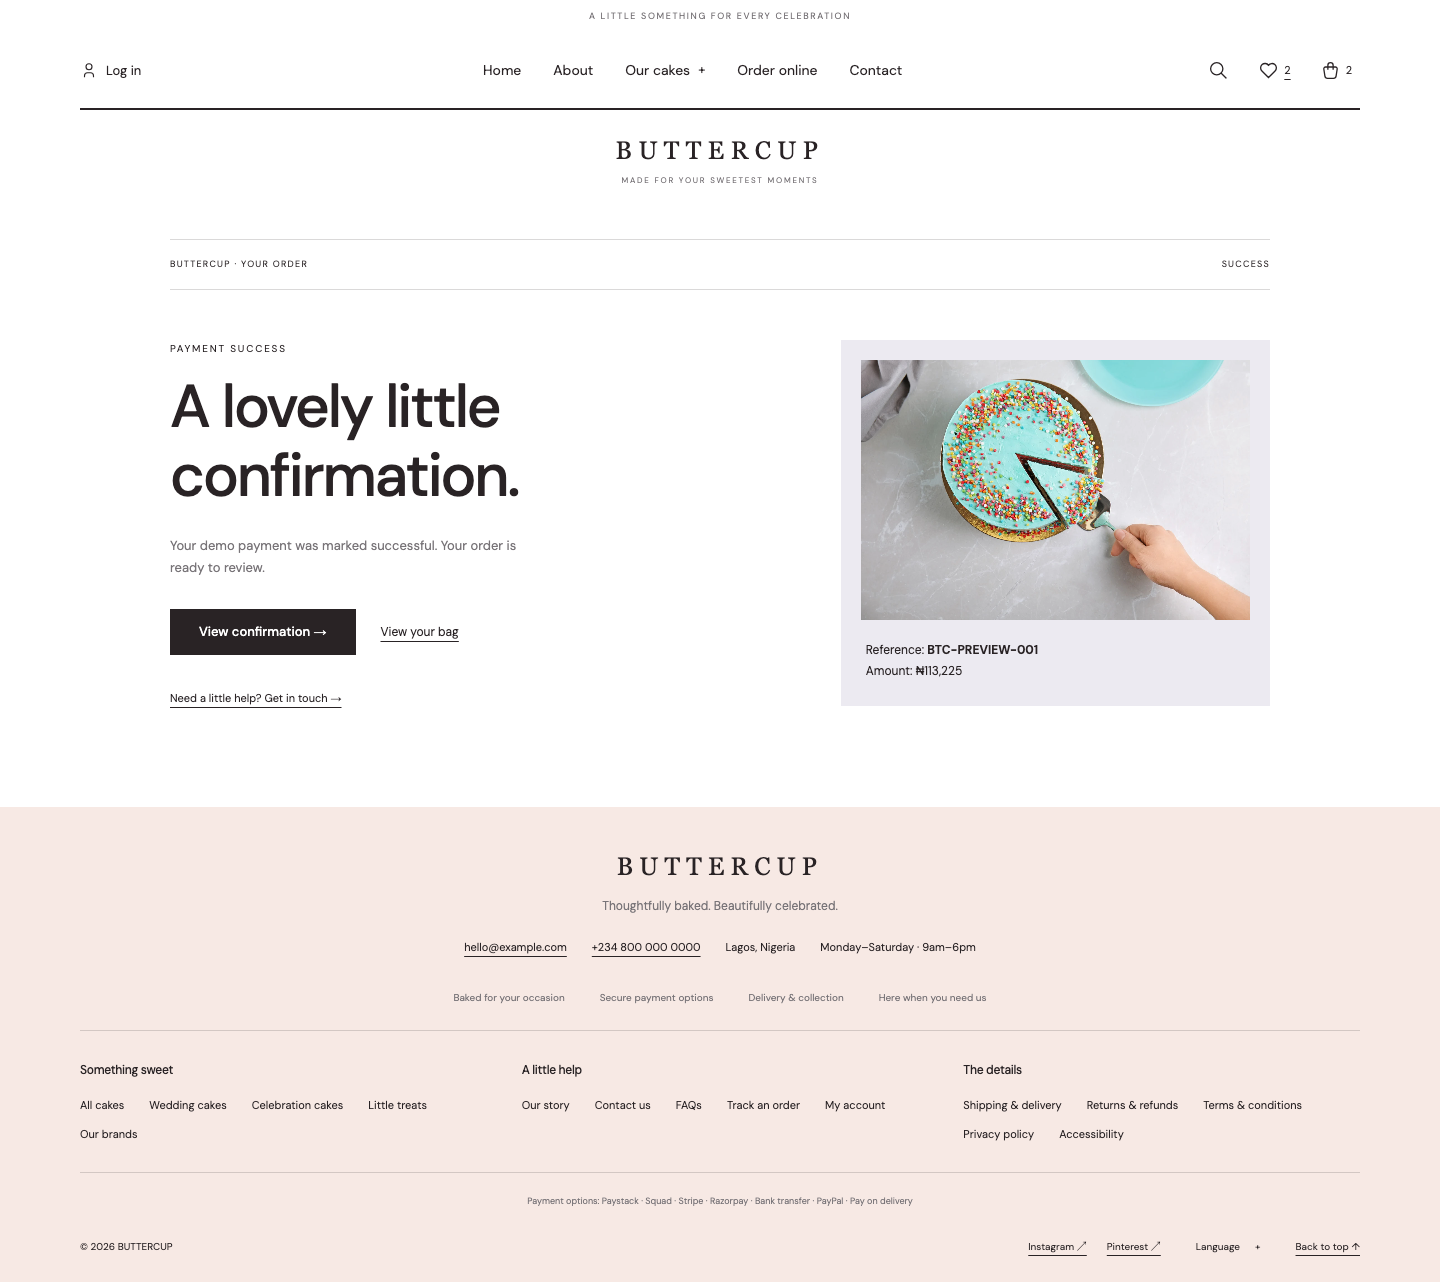 A LITTLE SOMETHING FOR EVERY CELEBRATION
Log in
Home About Our cakes + Order online Contact
2 2
BUTTERCUP
MADE FOR YOUR SWEETEST MOMENTS
BUTTERCUP · YOUR ORDER
SUCCESS
PAYMENT SUCCESS
A lovely little
confirmation.
Your demo payment was marked successful. Your order is
ready to review.
View confirmation → View your bag
Need a little help? Get in touch →
Reference: BTC-PREVIEW-001
Amount: ₦113,225
BUTTERCUP
Thoughtfully baked. Beautifully celebrated.
hello@example.com +234 800 000 0000 Lagos, Nigeria Monday–Saturday · 9am–6pm
Baked for your occasion Secure payment options Delivery & collection Here when you need us
Something sweet
All cakes Wedding cakes Celebration cakes Little treats
Our brands
A little help
Our story Contact us FAQs Track an order My account
The details
Shipping & delivery Returns & refunds Terms & conditions
Privacy policy Accessibility
Payment options: Paystack · Squad · Stripe · Razorpay · Bank transfer · PayPal · Pay on delivery
© 2026 BUTTERCUP
Instagram ↗ Pinterest ↗ Language + Back to top ↑